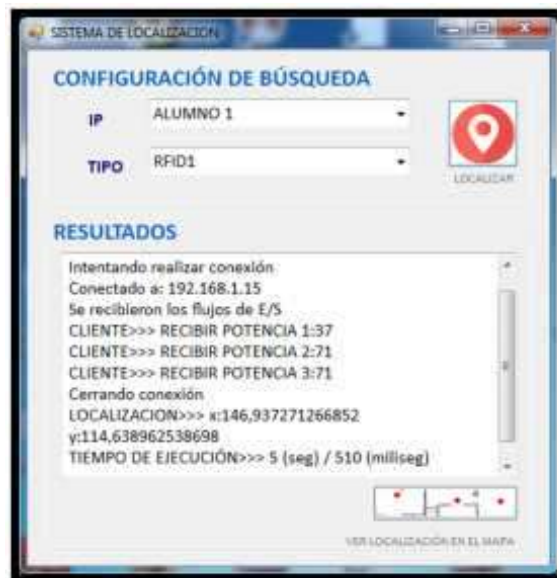 SISTEMA DE LOCALIZACION
CONFIGURACIÓN DE BÚSQUEDA
IP ALUMNO 1
TIPO RFID1
LOCALIZAR
RESULTADOS
Intentando realizar conexión
Conectado a: 192.168.1.15
Se recibieron los flujos de E/S
CLIENTE>>> RECIBIR POTENCIA 1:37
CLIENTE>>> RECIBIR POTENCIA 2:71
CLIENTE>>> RECIBIR POTENCIA 3:71
Cerrando conexión
LOCALIZACION>>> x:146,937271266852
y:114,638962538698
TIEMPO DE EJECUCIÓN>>> 5 (seg) / 510 (miliseg)
VER LOCALIZACIÓN EN EL MAPA